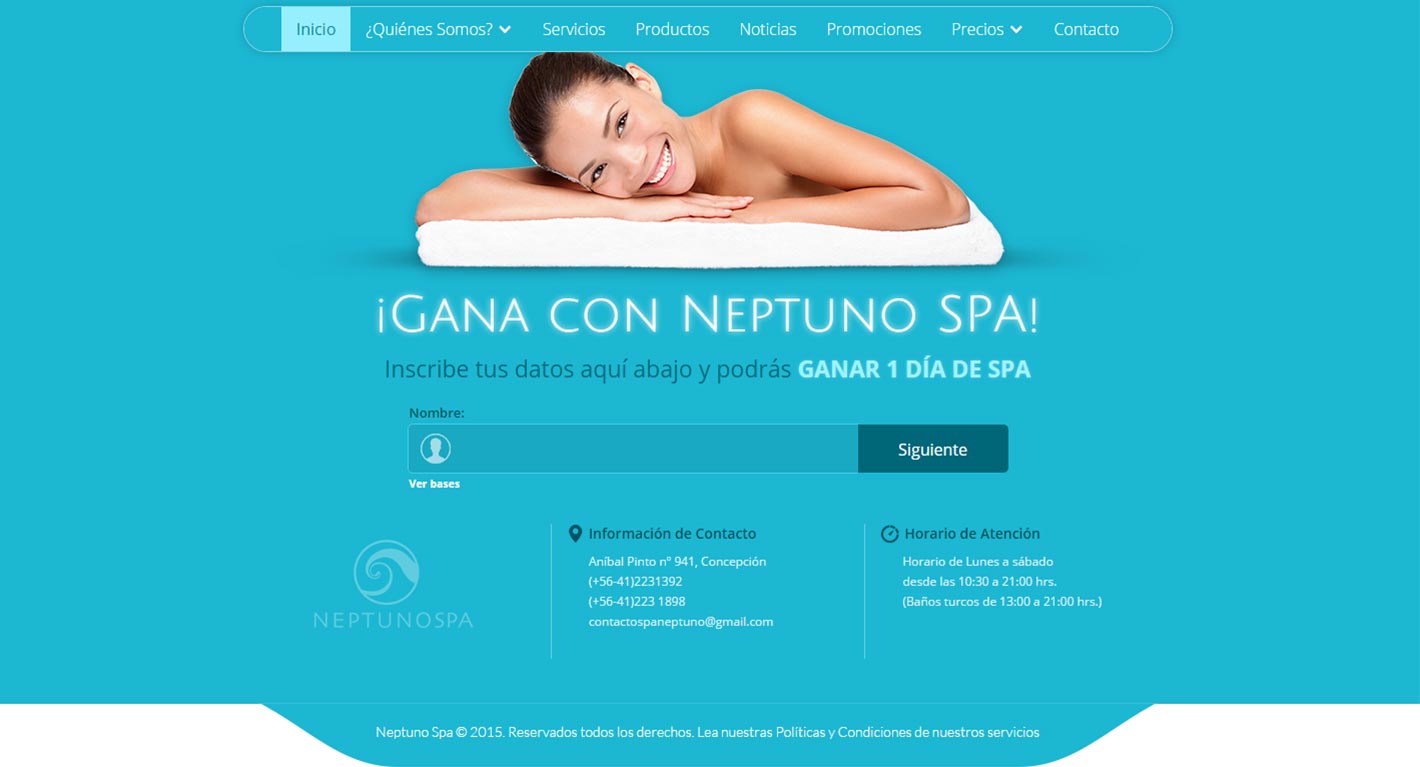 Inicio ¿Quiénes Somos? Servicios Productos Noticias Promociones Precios Contacto
¡Gana con Neptuno SPA!
Inscribe tus datos aquí abajo y podrás GANAR 1 DÍA DE SPA
Nombre:
Siguiente
Ver bases
NEPTUNOSPA
Información de Contacto
Aníbal Pinto nº 941, Concepción
(+56-41)2231392
(+56-41)223 1898
contactospaneptuno@gmail.com
Horario de Atención
Horario de Lunes a sábado
desde las 10:30 a 21:00 hrs.
(Baños turcos de 13:00 a 21:00 hrs.)
Neptuno Spa © 2015. Reservados todos los derechos. Lea nuestras Políticas y Condiciones de nuestros servicios